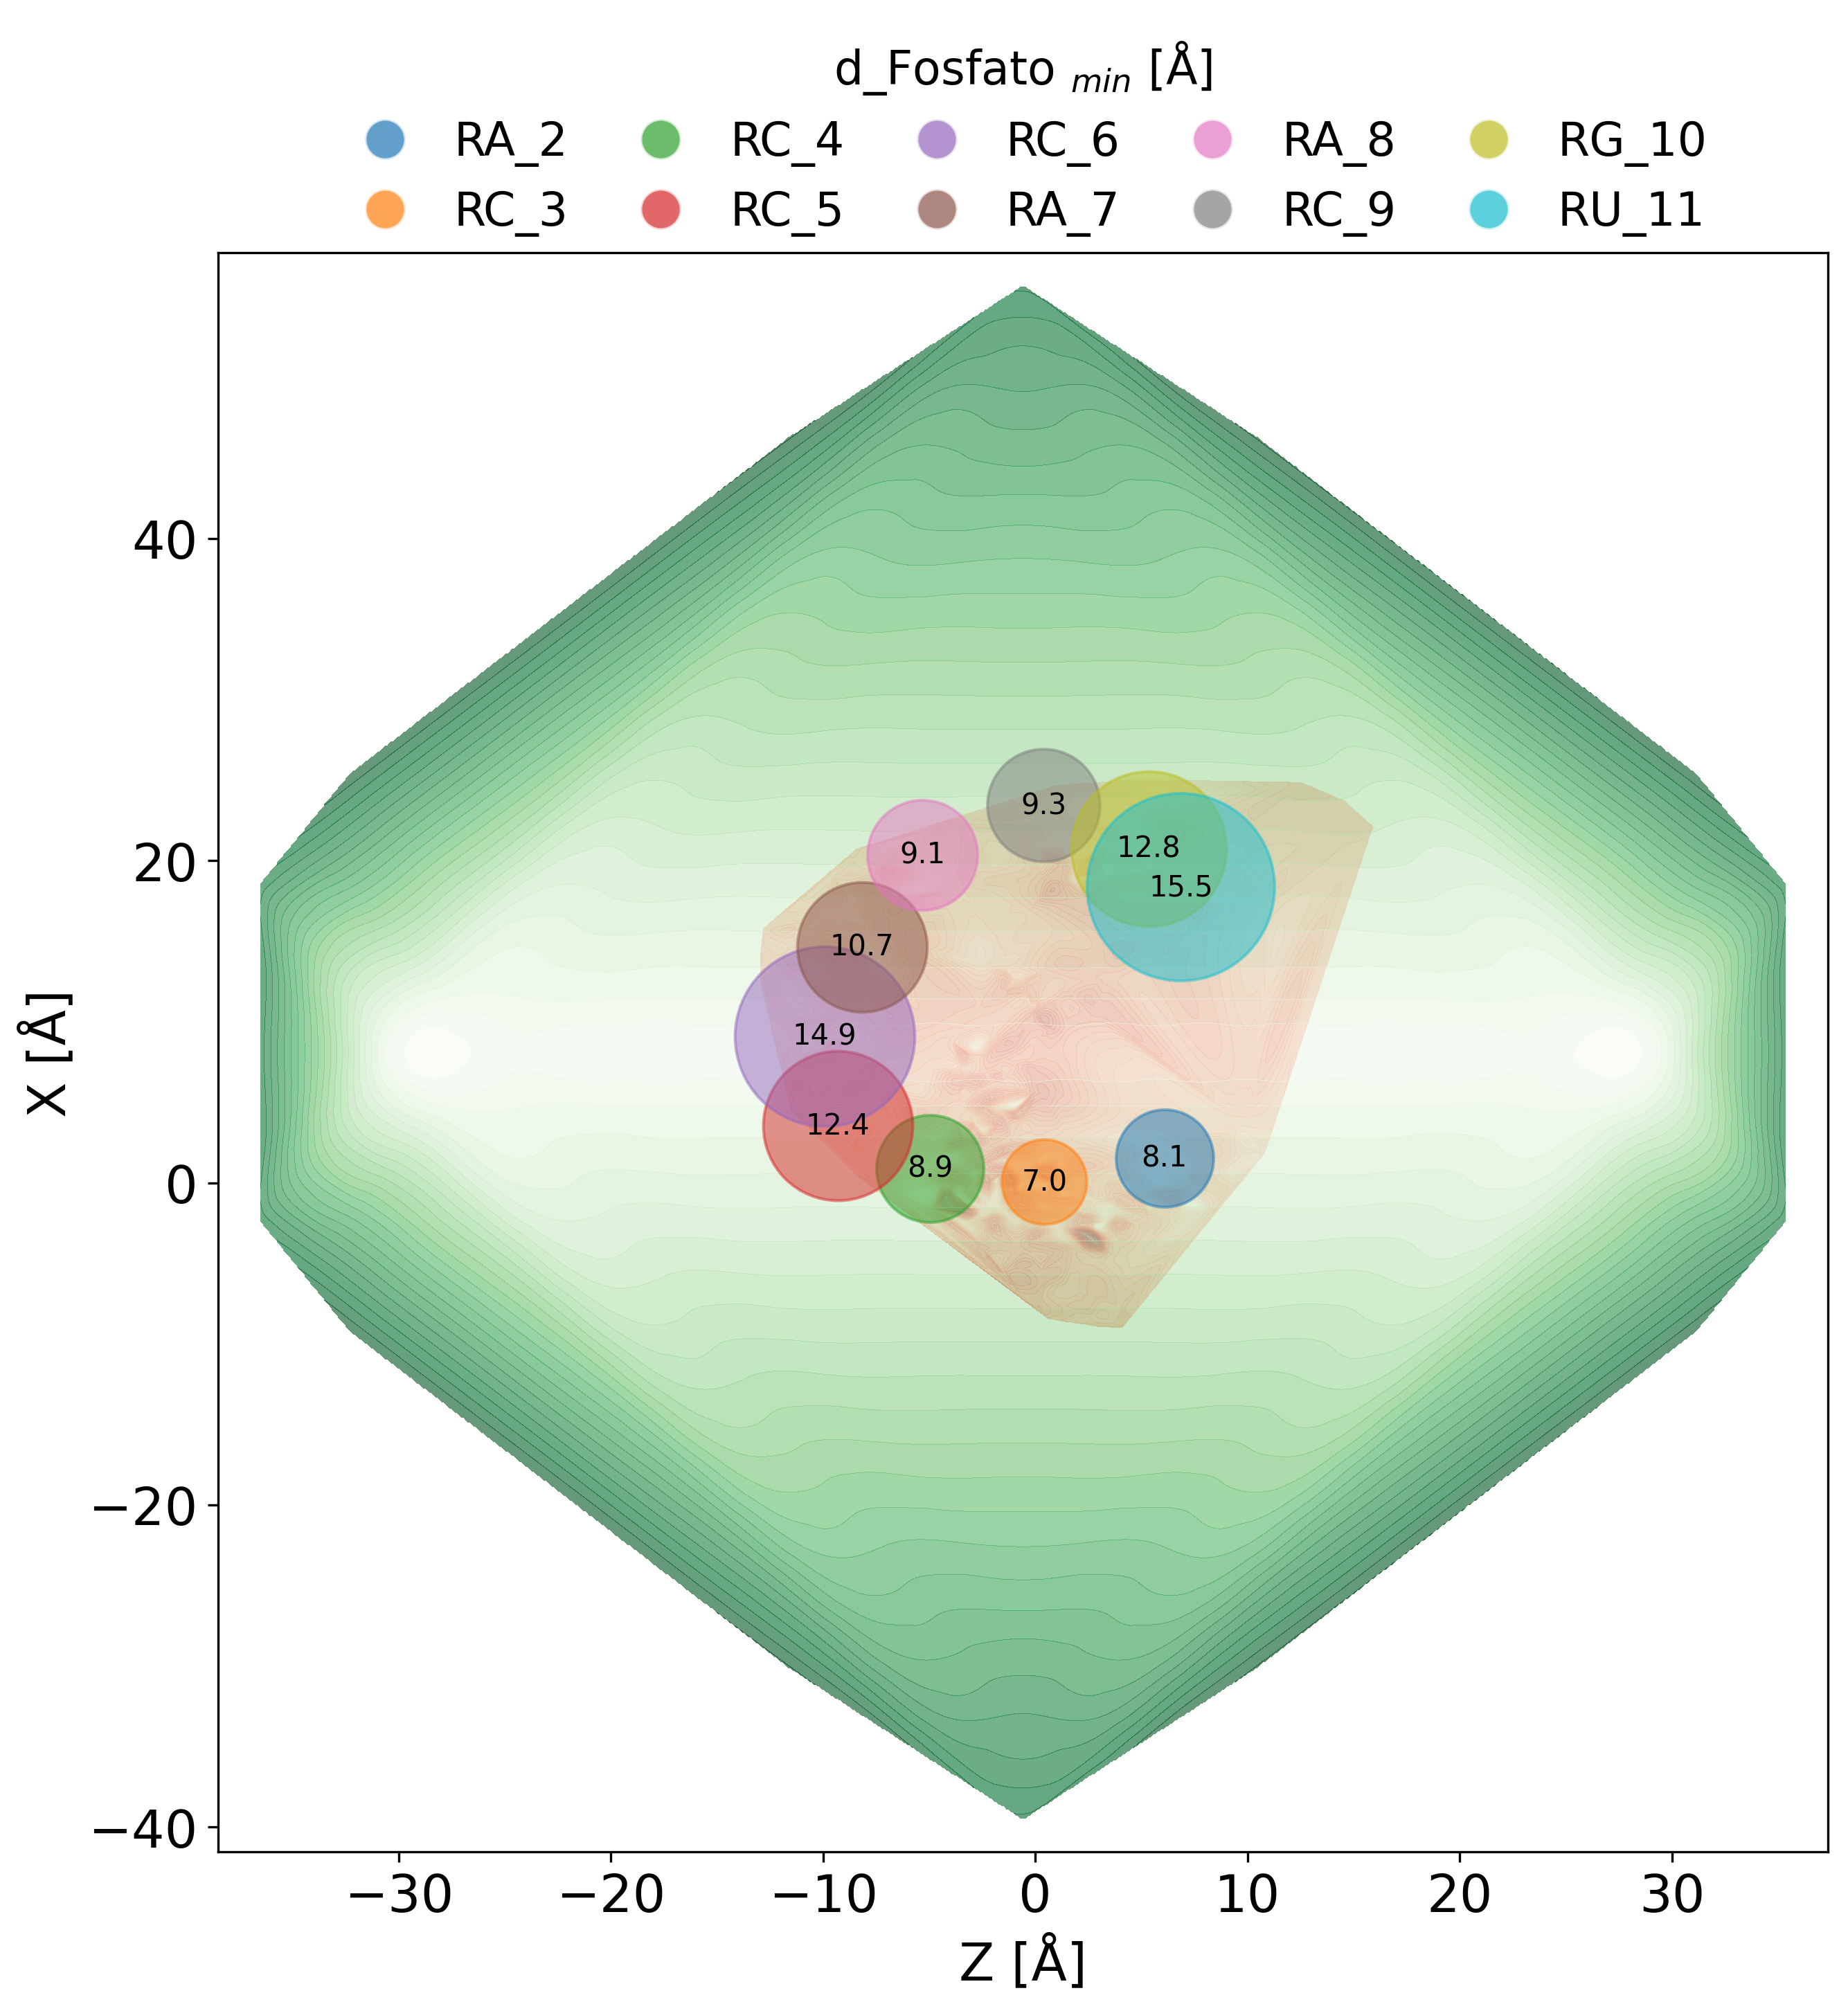 d_Fosfato min [Å]
RA_2 RC_4 RC_6 RA_8 RG_10
RC_3 RC_5 RA_7 RC_9 RU_11
X [Å]
40
20
0
−20
−40
9.3
12.8
9.1
15.5
10.7
14.9
12.4
8.9
7.0
8.1
−30 −20 −10 0 10 20 30
Z [Å]